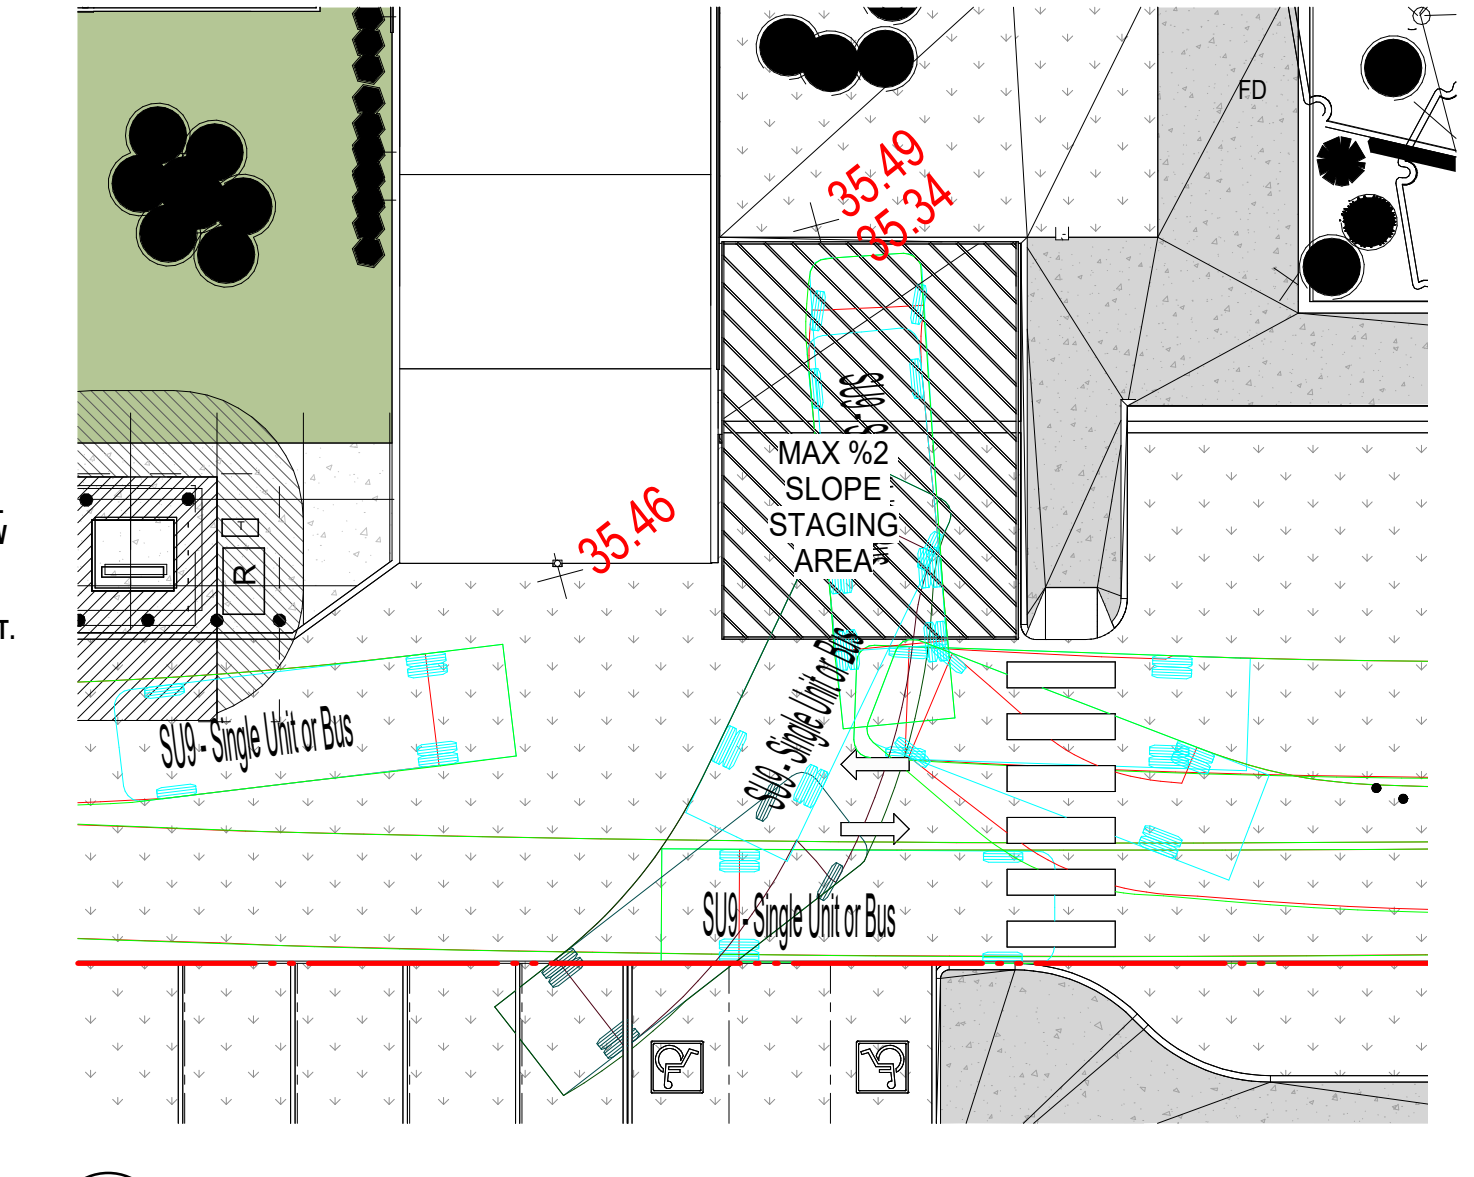 FD
35.49
35.34
SU9 -
MAX %2
SLOPE
STAGING
AREA
35.46
T
R
T.
SU9 - Single Unit or Bus
SU9 - Single Unit or Bus
SU9 - Single Unit or Bus